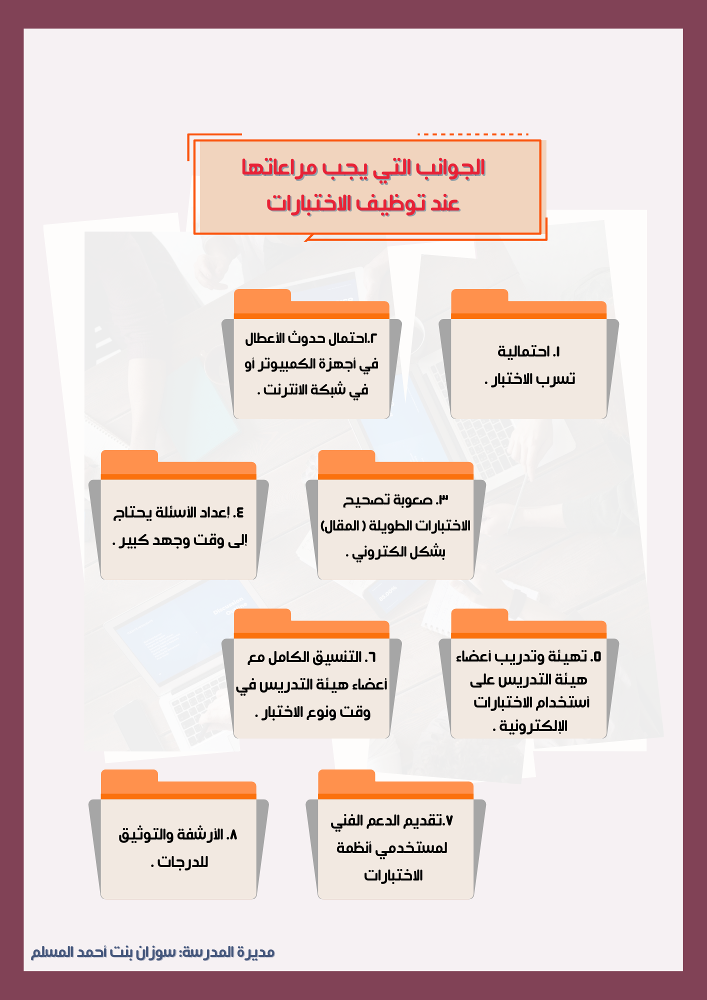 الجوانب التي يجب مراعاتها
عند توظيف الاختبارات
١. احتمالية
تسرب الاختبار .
٢.احتمال حدوث الأعطال
في أجهزة الكمبيوتر أو
في شبكة الانترنت .
٣. صعوبة تصحيح
الاختبارات الطويلة ( المقال)
بشكل الكتروني .
٤. إعداد الأسئلة يحتاج
إلى وقت وجهد كبير .
85.00%
Discussion
Online
٥. تهيئة وتدريب أعضاء
هيئة التدريس على
أستخدام الاختبارات
الإلكترونية .
٦. التنسيق الكامل مع
أعضاء هيئة التدريس في
وقت ونوع الاختبار .
٧.تقديم الدعم الفني
لمستخدمي أنظمة
الاختبارات
٨. الأرشفة والتوثيق
للدرجات .
مديرة المدرسة: سوزان بنت أحمد المسلم